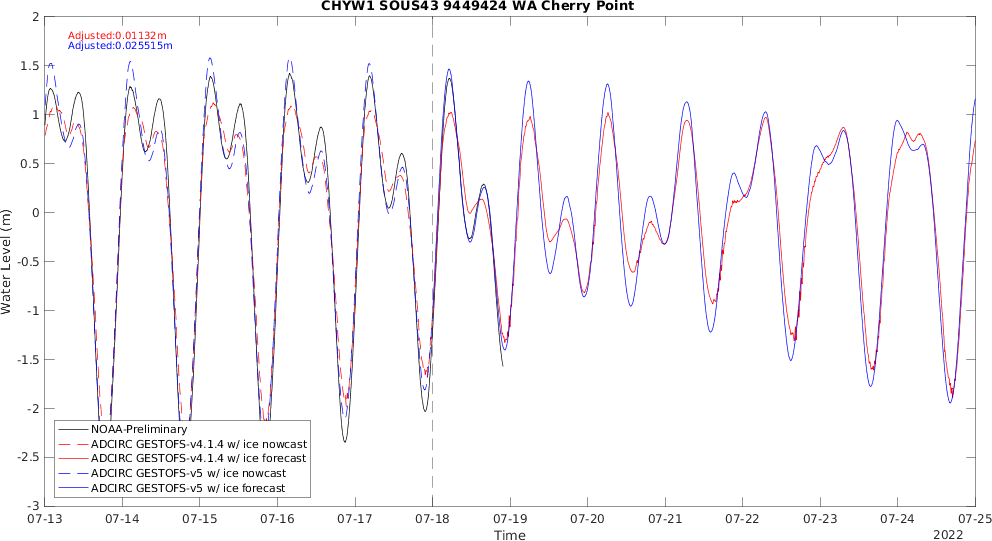 CHYW1 SOUS43 9449424 WA Cherry Point
Adjusted:0.01132m
Adjusted:0.025515m
Water Level (m)
2
1.5
1
0.5
0
-0.5
-1
-1.5
-2
-2.5
-3
NOAA-Preliminary
ADCIRC GESTOFS-v4.1.4 w/ ice nowcast
ADCIRC GESTOFS-v4.1.4 w/ ice forecast
ADCIRC GESTOFS-v5 w/ ice nowcast
ADCIRC GESTOFS-v5 w/ ice forecast
07-13 07-14 07-15 07-16 07-17 07-18 07-19 07-20 07-21 07-22 07-23 07-24 07-25
Time
2022